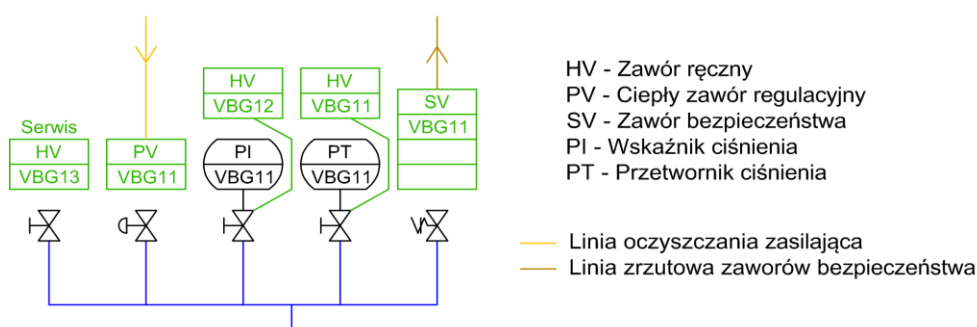 HV
VBG12
HV
VBG11
SV
VBG11
Serwis
HV
VBG13
PV
VBG11
PI
VBG11
PT
VBG11
HV - Zawór ręczny
PV - Ciepły zawór regulacyjny
SV - Zawór bezpieczeństwa
PI - Wskaźnik ciśnienia
PT - Przetwornik ciśnienia
Linia oczyszczania zasilająca
Linia zrzutowa zaworów bezpieczeństwa